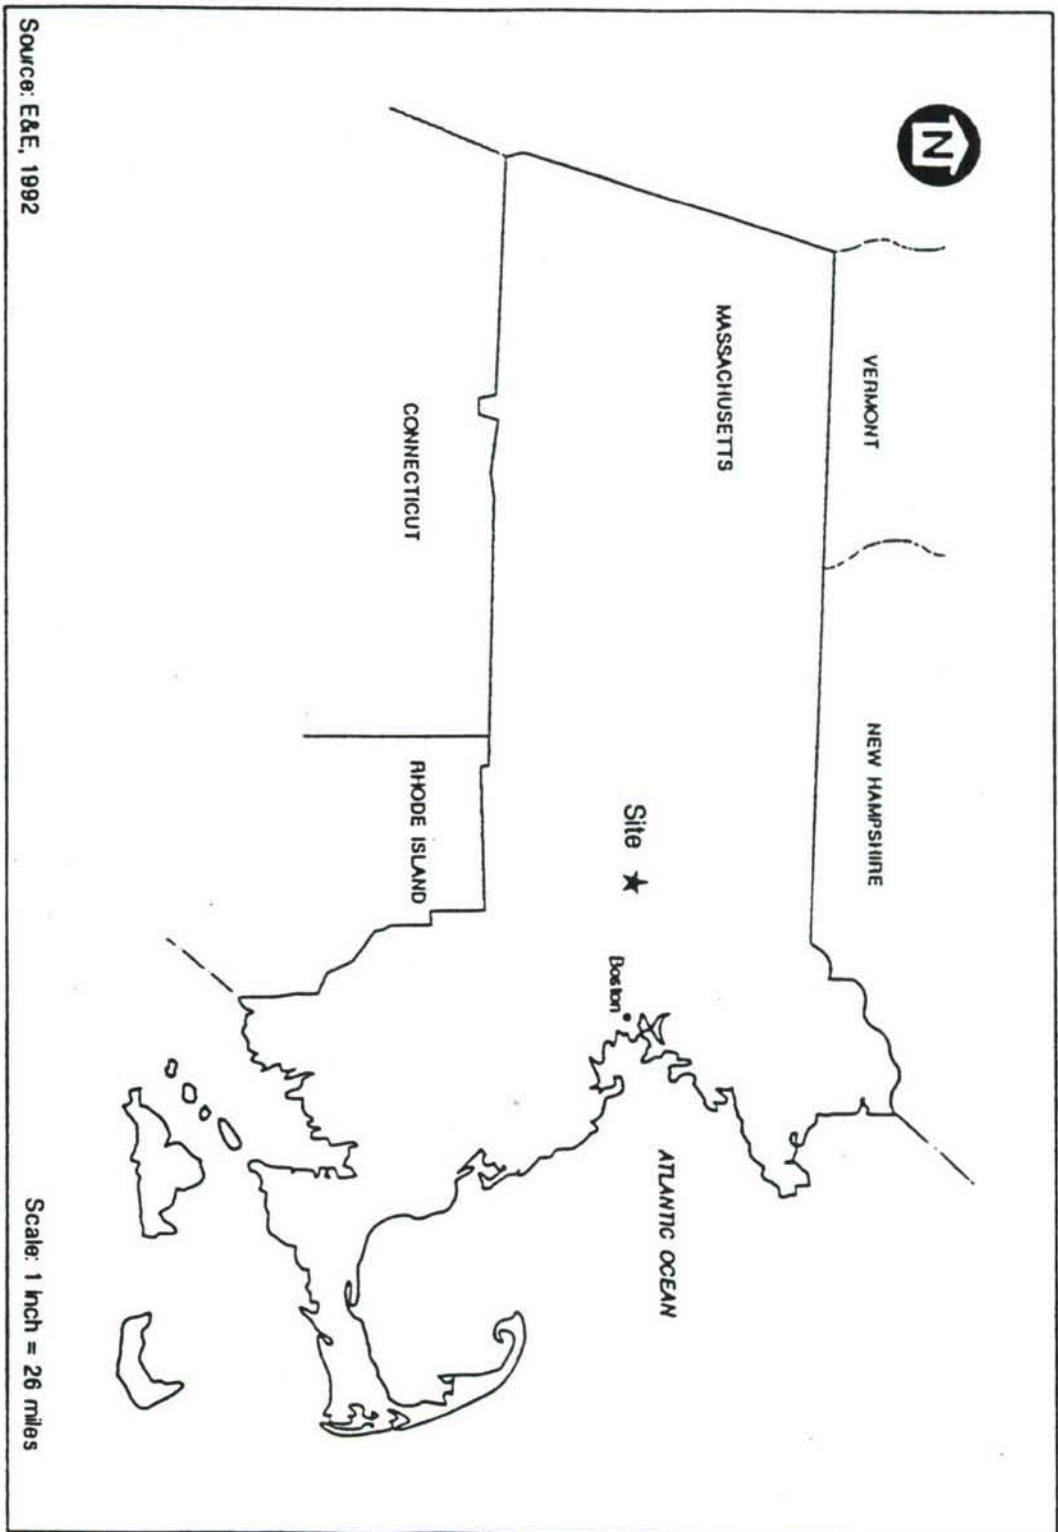 N
VERMONT
NEW HAMPSHIRE
MASSACHUSETTS
Site
Boston
ATLANTIC OCEAN
CONNECTICUT
RHODE ISLAND
Source: E&E, 1992
Scale: 1 Inch = 26 miles